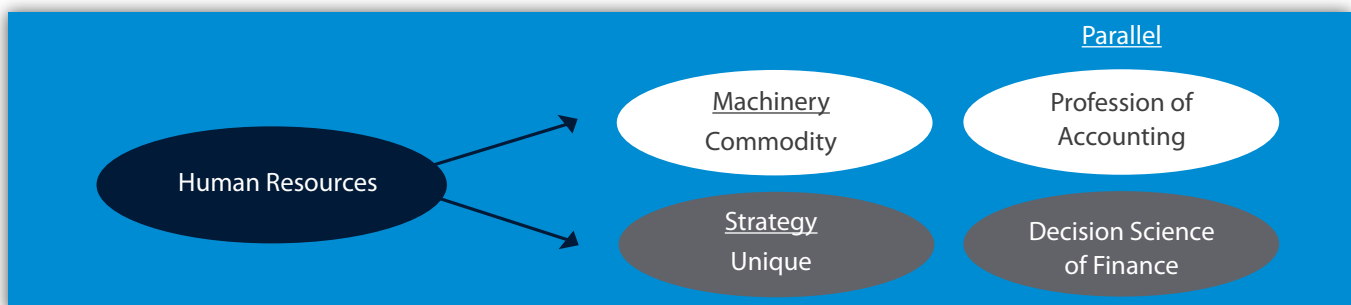 Parallel
Machinery
Commodity
Profession of
Accounting
Human Resources
Strategy
Unique
Decision Science
of Finance